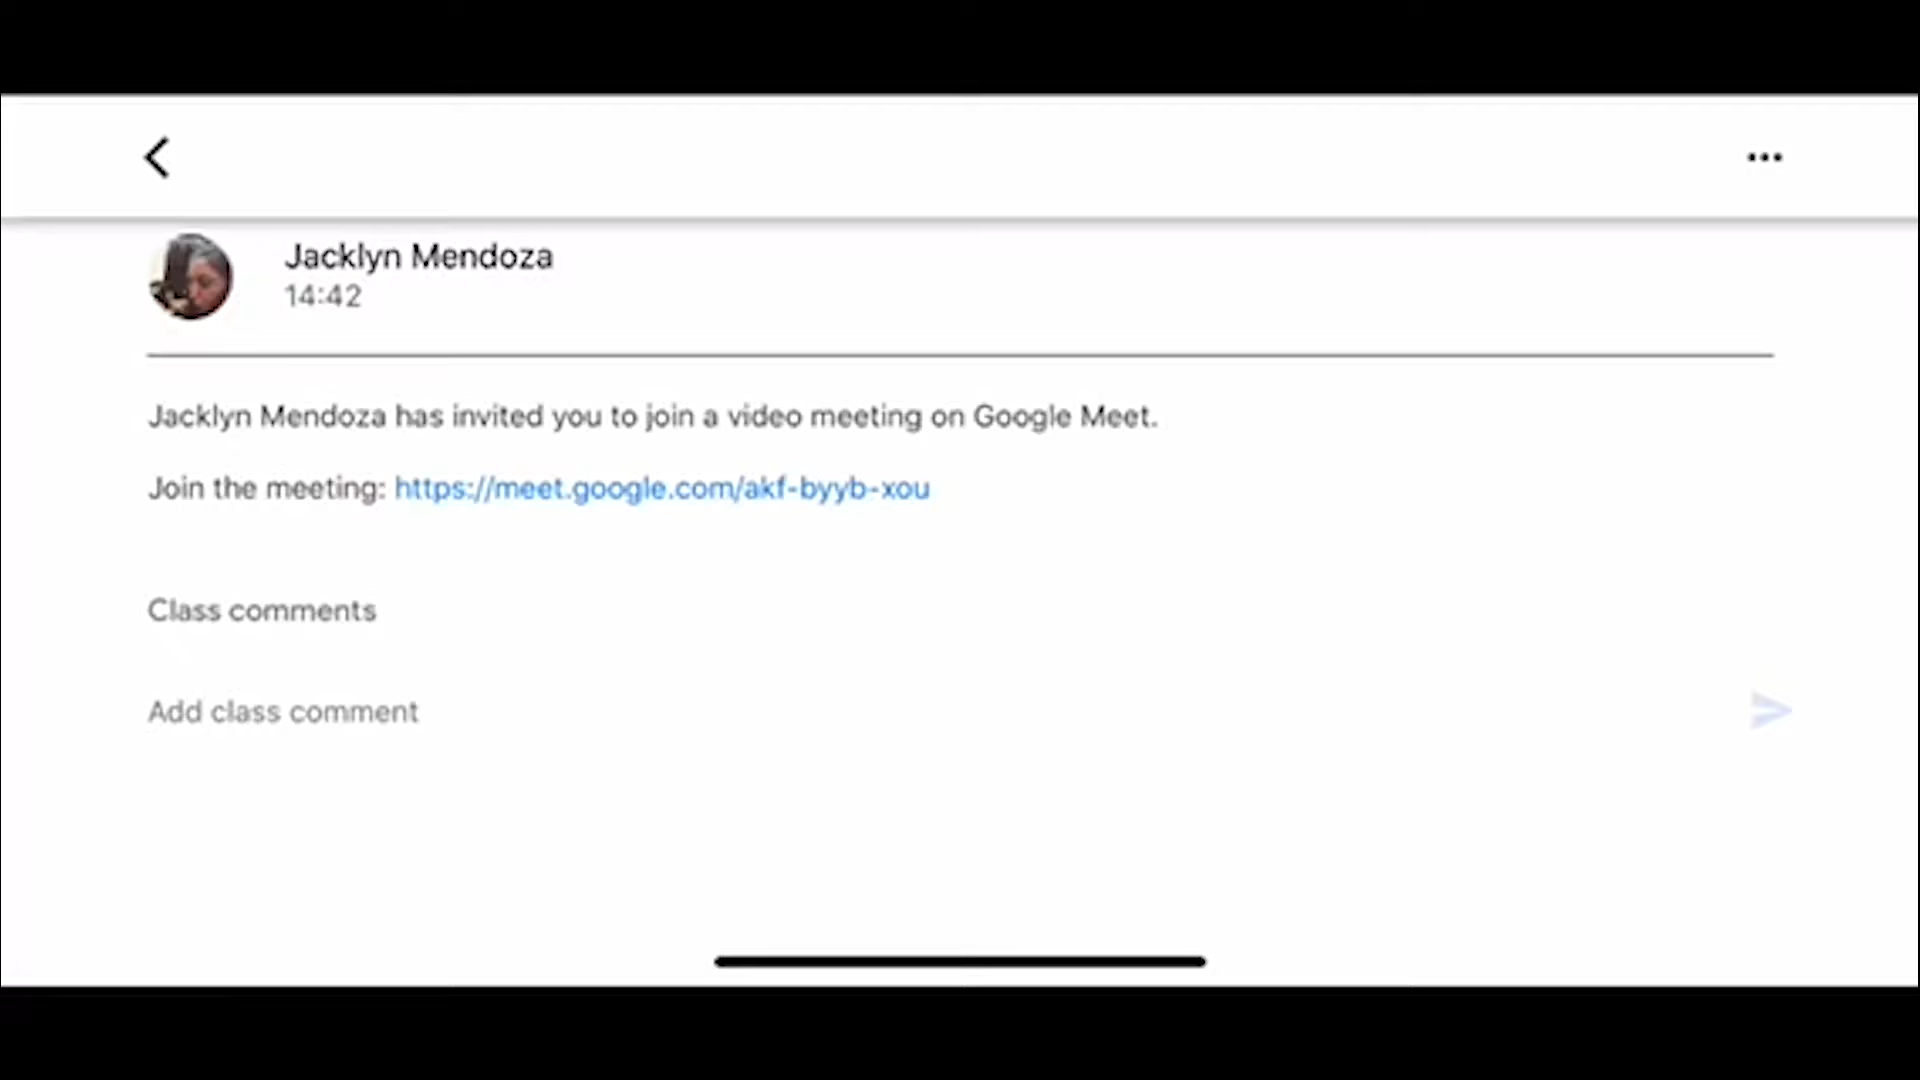 Jacklyn Mendoza
14:42
Jacklyn Mendoza has invited you to join a video meeting on Google Meet.
Join the meeting: https://meet.google.com/akf-byyb-xou
Class comments
Add class comment